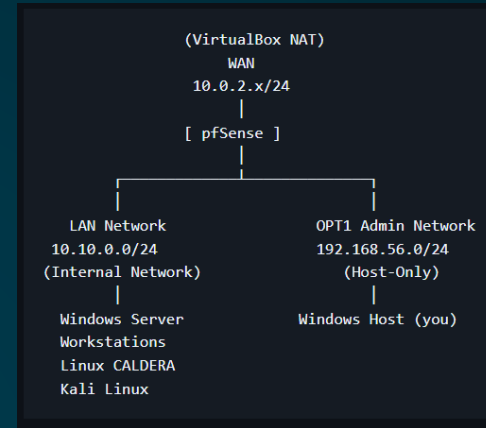 (VirtualBox NAT)
WAN
10.0.2.x/24
[ pfSense ]
LAN Network OPT1 Admin Network
10.10.0.0/24 192.168.56.0/24
(Internal Network) (Host-Only)
Windows Server Windows Host (you)
Workstations
Linux CALDERA
Kali Linux